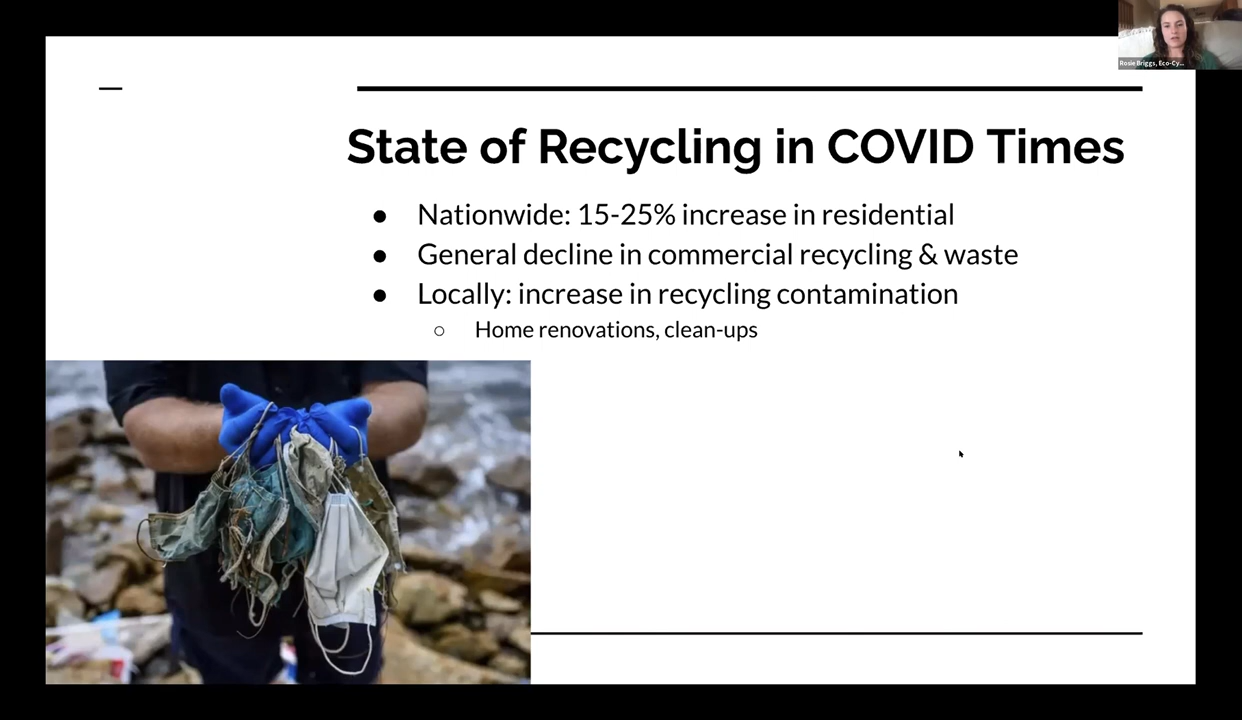 Rosie Briggs, Eco-Cy...
State of Recycling in COVID Times
● Nationwide: 15-25% increase in residential
● General decline in commercial recycling & waste
● Locally: increase in recycling contamination
○ Home renovations, clean-ups